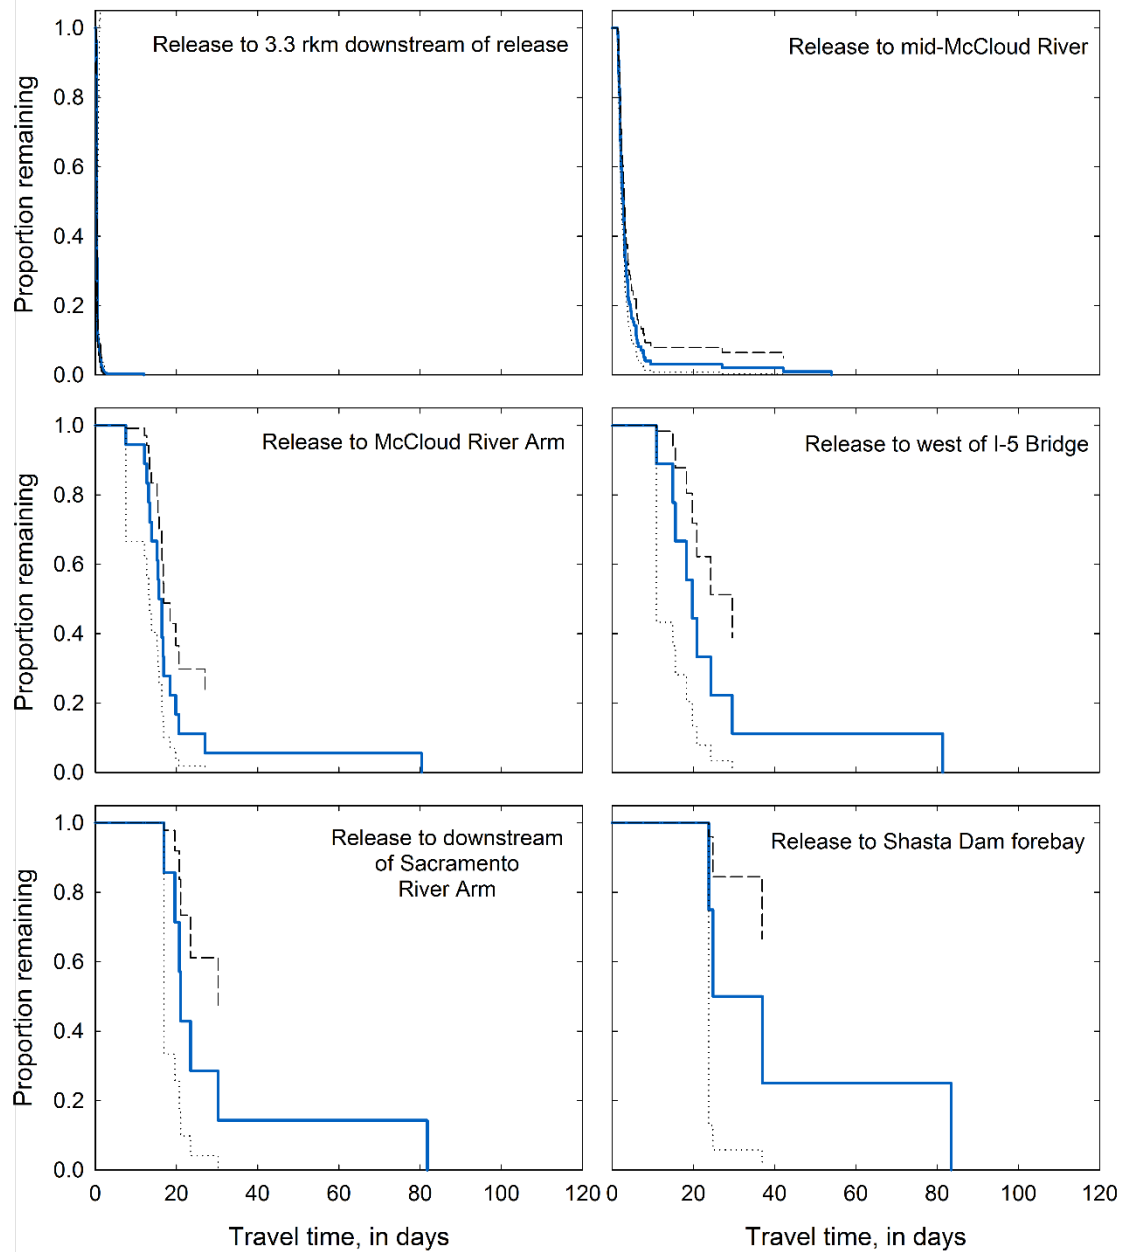 1.0
0.8
0.6
0.4
0.2
0.0
Proportion remaining
Release to 3.3 rkm downstream of release
Release to mid-McCloud River
1.0
0.8
0.6
0.4
0.2
0.0
Proportion remaining
Release to McCloud River Arm
Release to west of I-5 Bridge
1.0
0.8
0.6
0.4
0.2
0.0
Proportion remaining
Release to downstream
of Sacramento
River Arm
Release to Shasta Dam forebay
0 20 40 60 80 100 120
0 20 40 60 80 100 120
Travel time, in days
Travel time, in days